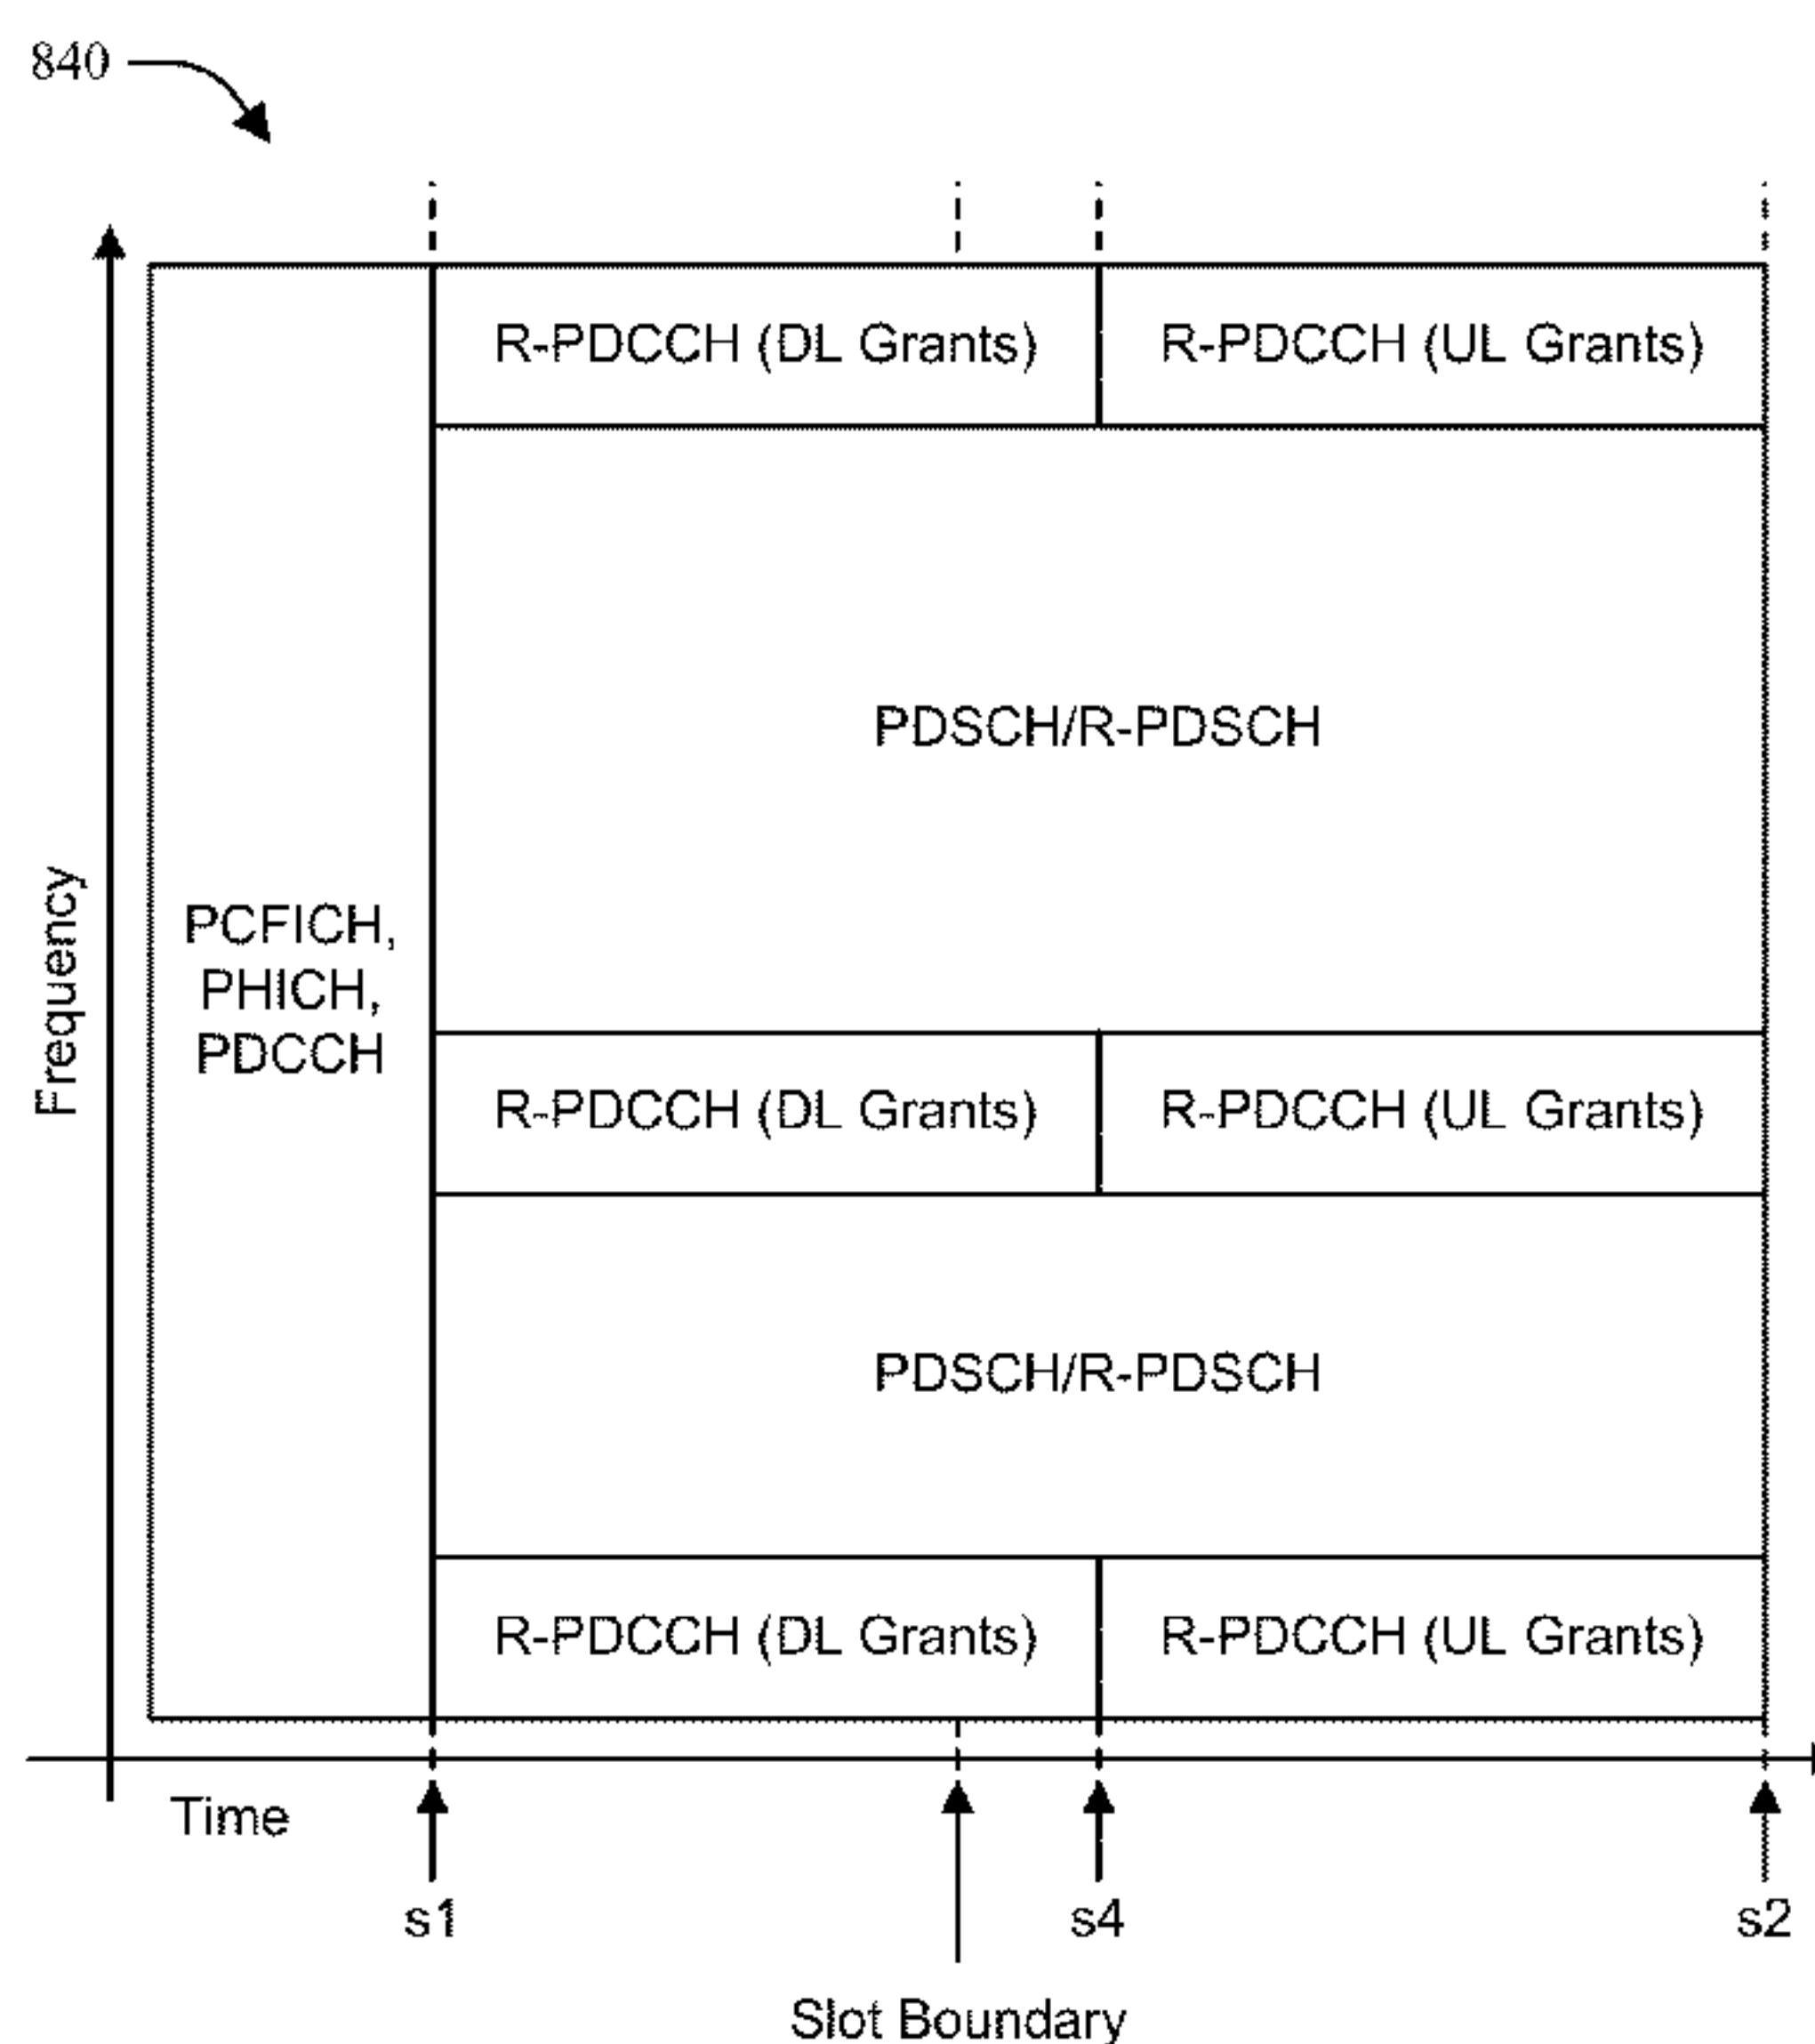 840
R-PDCCH (DL Grants)
R-PDCCH (UL Grants)
PDSCH/R-PDSCH
Frequency
PCFICH,
PHICH,
PDCCH
R-PDCCH (DL Grants)
R-PDCCH (UL Grants)
PDSCH/R-PDSCH
R-PDCCH (DL Grants)
R-PDCCH (UL Grants)
Time
s1
s4
s2
Slot Boundary